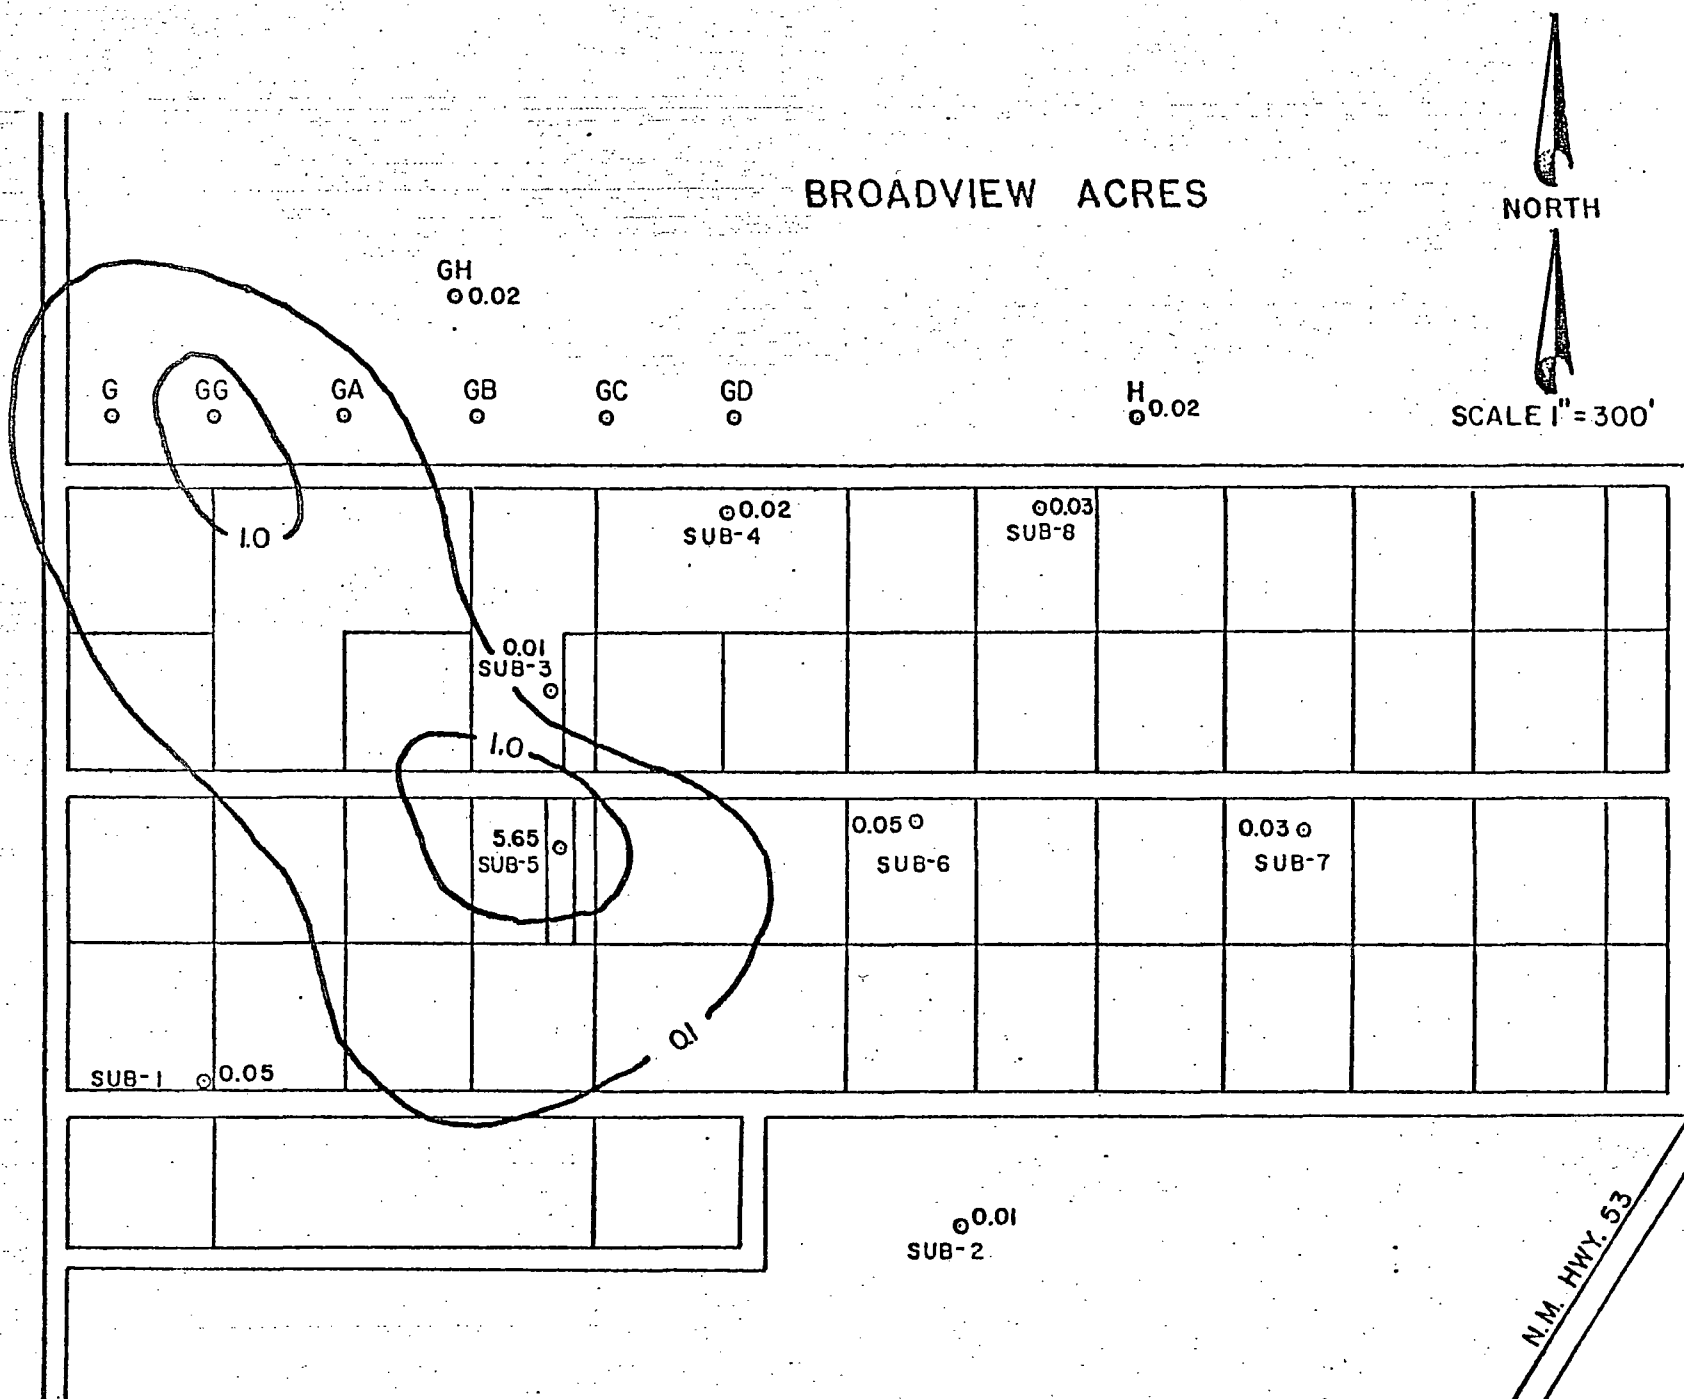 BROADVIEW ACRES
NORTH
GH
0.02
G
GG
GA
GB
GC
GD
H
0.02
SCALE 1"=300'
1.0
0.02
SUB-4
0.03
SUB-8
0.01
SUB-3
1.0
5.65
SUB-5
0.05
SUB-6
0.03
SUB-7
0.1
SUB-1
0.05
0.01
SUB-2
N.M. HWY. 53